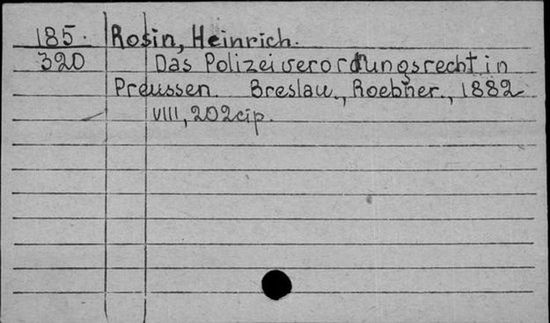 185. Rosin, Heinrich.
320 Das Polizeiverordnungsrecht in
Preussen. Breslau., Roebner., 1882
VIII, 202cip.